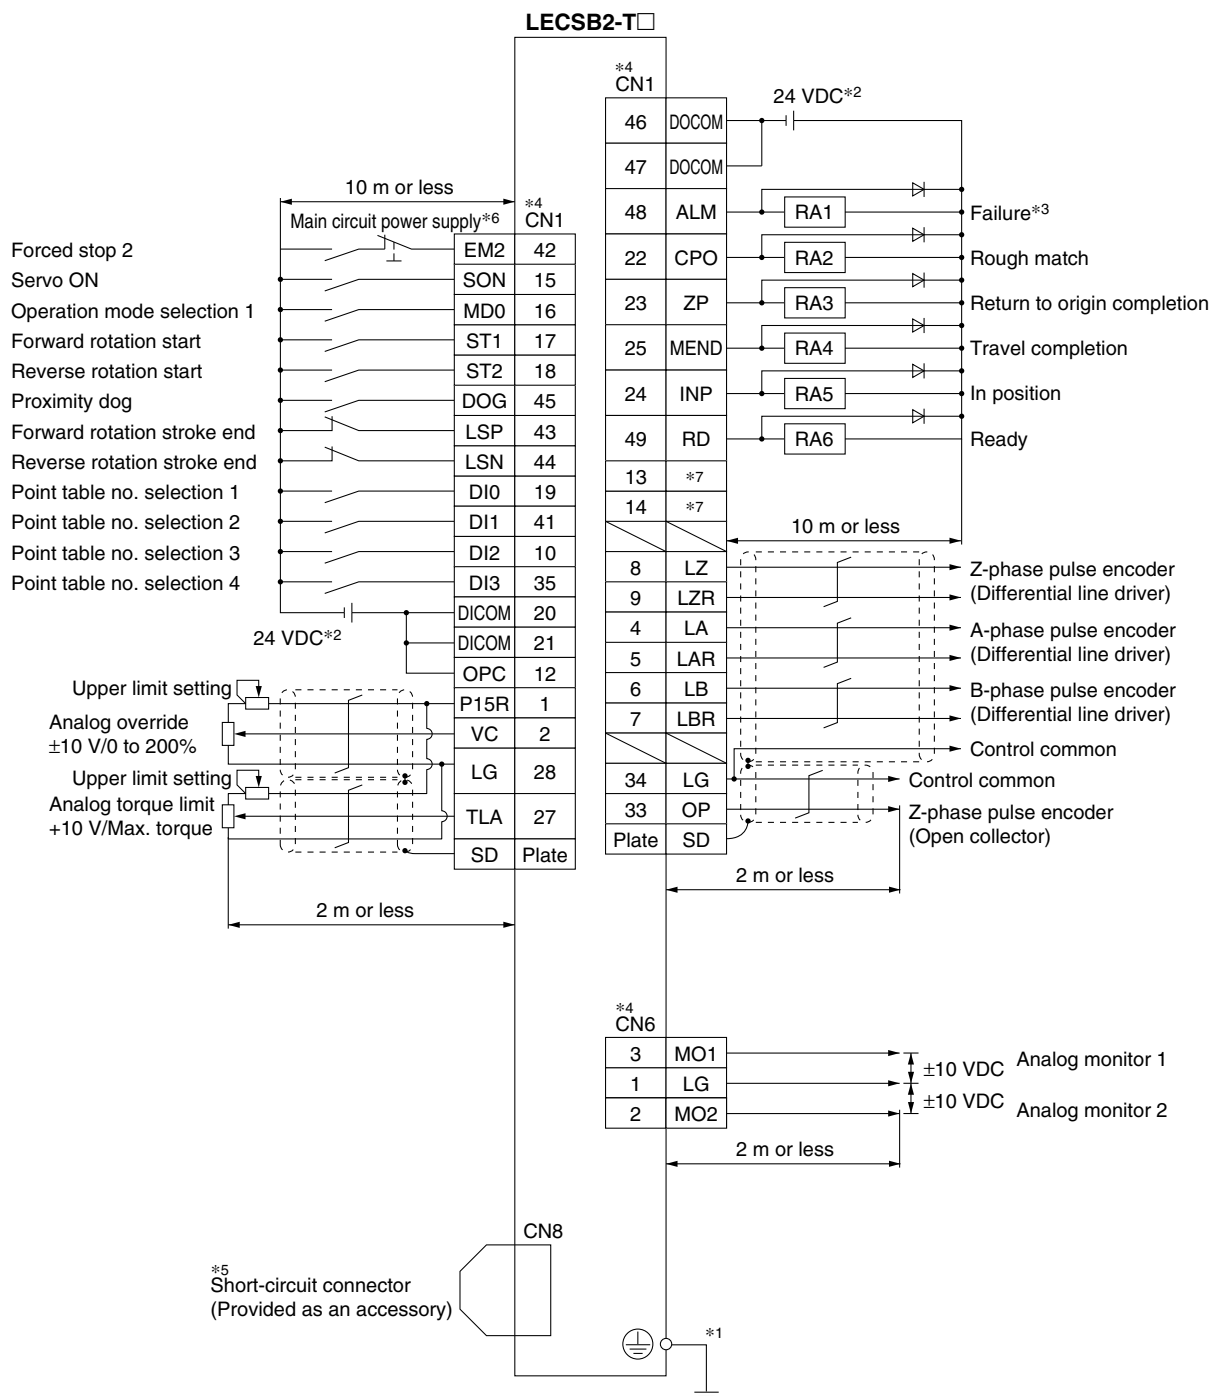 LECSB2-T□
*4
CN1
24 VDC*2
46 DOCOM
47 DOCOM
48 ALM RA1 Failure*3
22 CPO RA2 Rough match
23 ZP RA3 Return to origin completion
25 MEND RA4 Travel completion
24 INP RA5 In position
49 RD RA6 Ready
13 *7
14 *7
10 m or less
8 LZ Z-phase pulse encoder
9 LZR (Differential line driver)
4 LA A-phase pulse encoder
5 LAR (Differential line driver)
6 LB B-phase pulse encoder
7 LBR (Differential line driver)
Control common
34 LG Control common
33 OP Z-phase pulse encoder
(Open collector)
Plate SD
2 m or less
10 m or less
*4
CN1
Main circuit power supply*6
Forced stop 2 EM2 42
Servo ON SON 15
Operation mode selection 1 MD0 16
Forward rotation start ST1 17
Reverse rotation start ST2 18
Proximity dog DOG 45
Forward rotation stroke end LSP 43
Reverse rotation stroke end LSN 44
Point table no. selection 1 DI0 19
Point table no. selection 2 DI1 41
Point table no. selection 3 DI2 10
Point table no. selection 4 DI3 35
DICOM 20
24 VDC*2
DICOM 21
OPC 12
Upper limit setting P15R 1
Analog override
±10 V/0 to 200%
VC 2
LG 28
Upper limit setting
Analog torque limit
+10 V/Max. torque
TLA 27
SD Plate
2 m or less
*4
CN6
3 MO1 ±10 VDC Analog monitor 1
1 LG
2 MO2 ±10 VDC Analog monitor 2
2 m or less
CN8
*5
Short-circuit connector
(Provided as an accessory)
*1